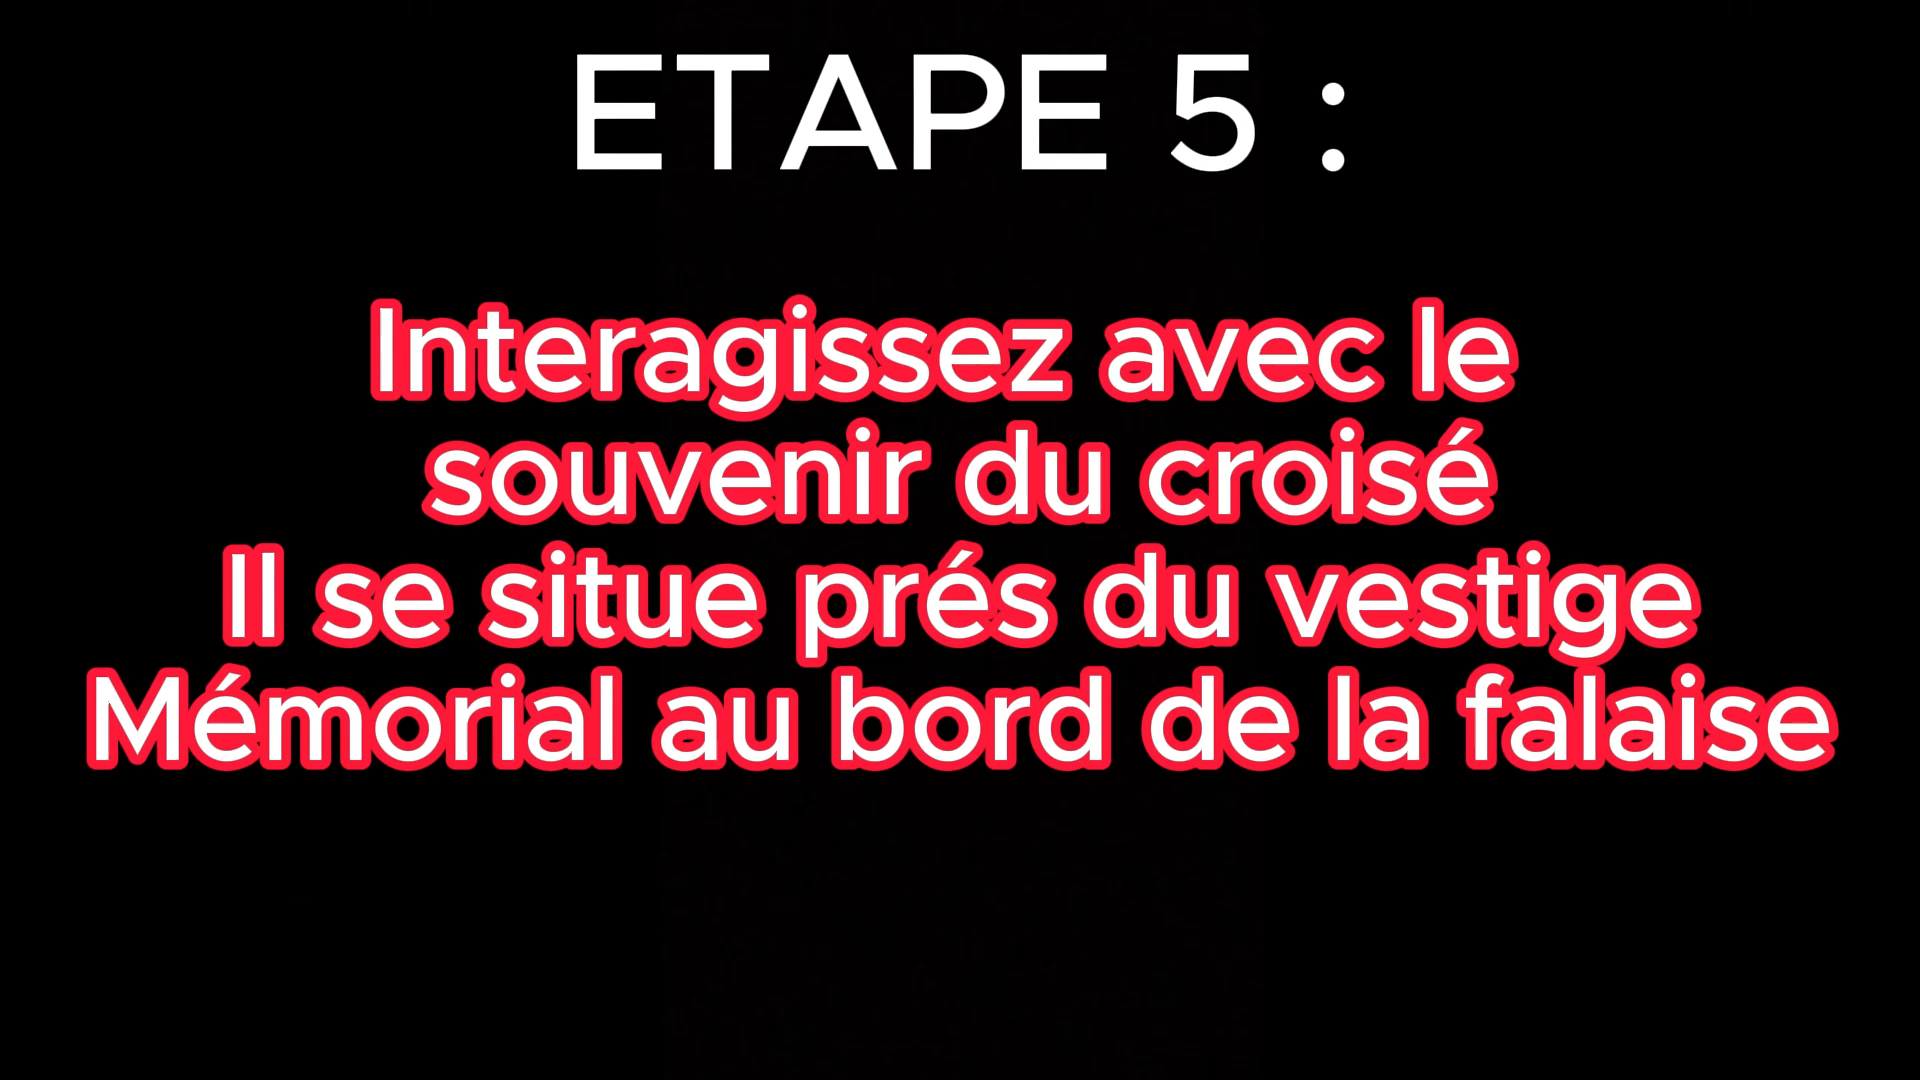 ETAPE 5 :
Interagissez avec le
souvenir du croisé
Il se situe prés du vestige
Mémorial au bord de la falaise